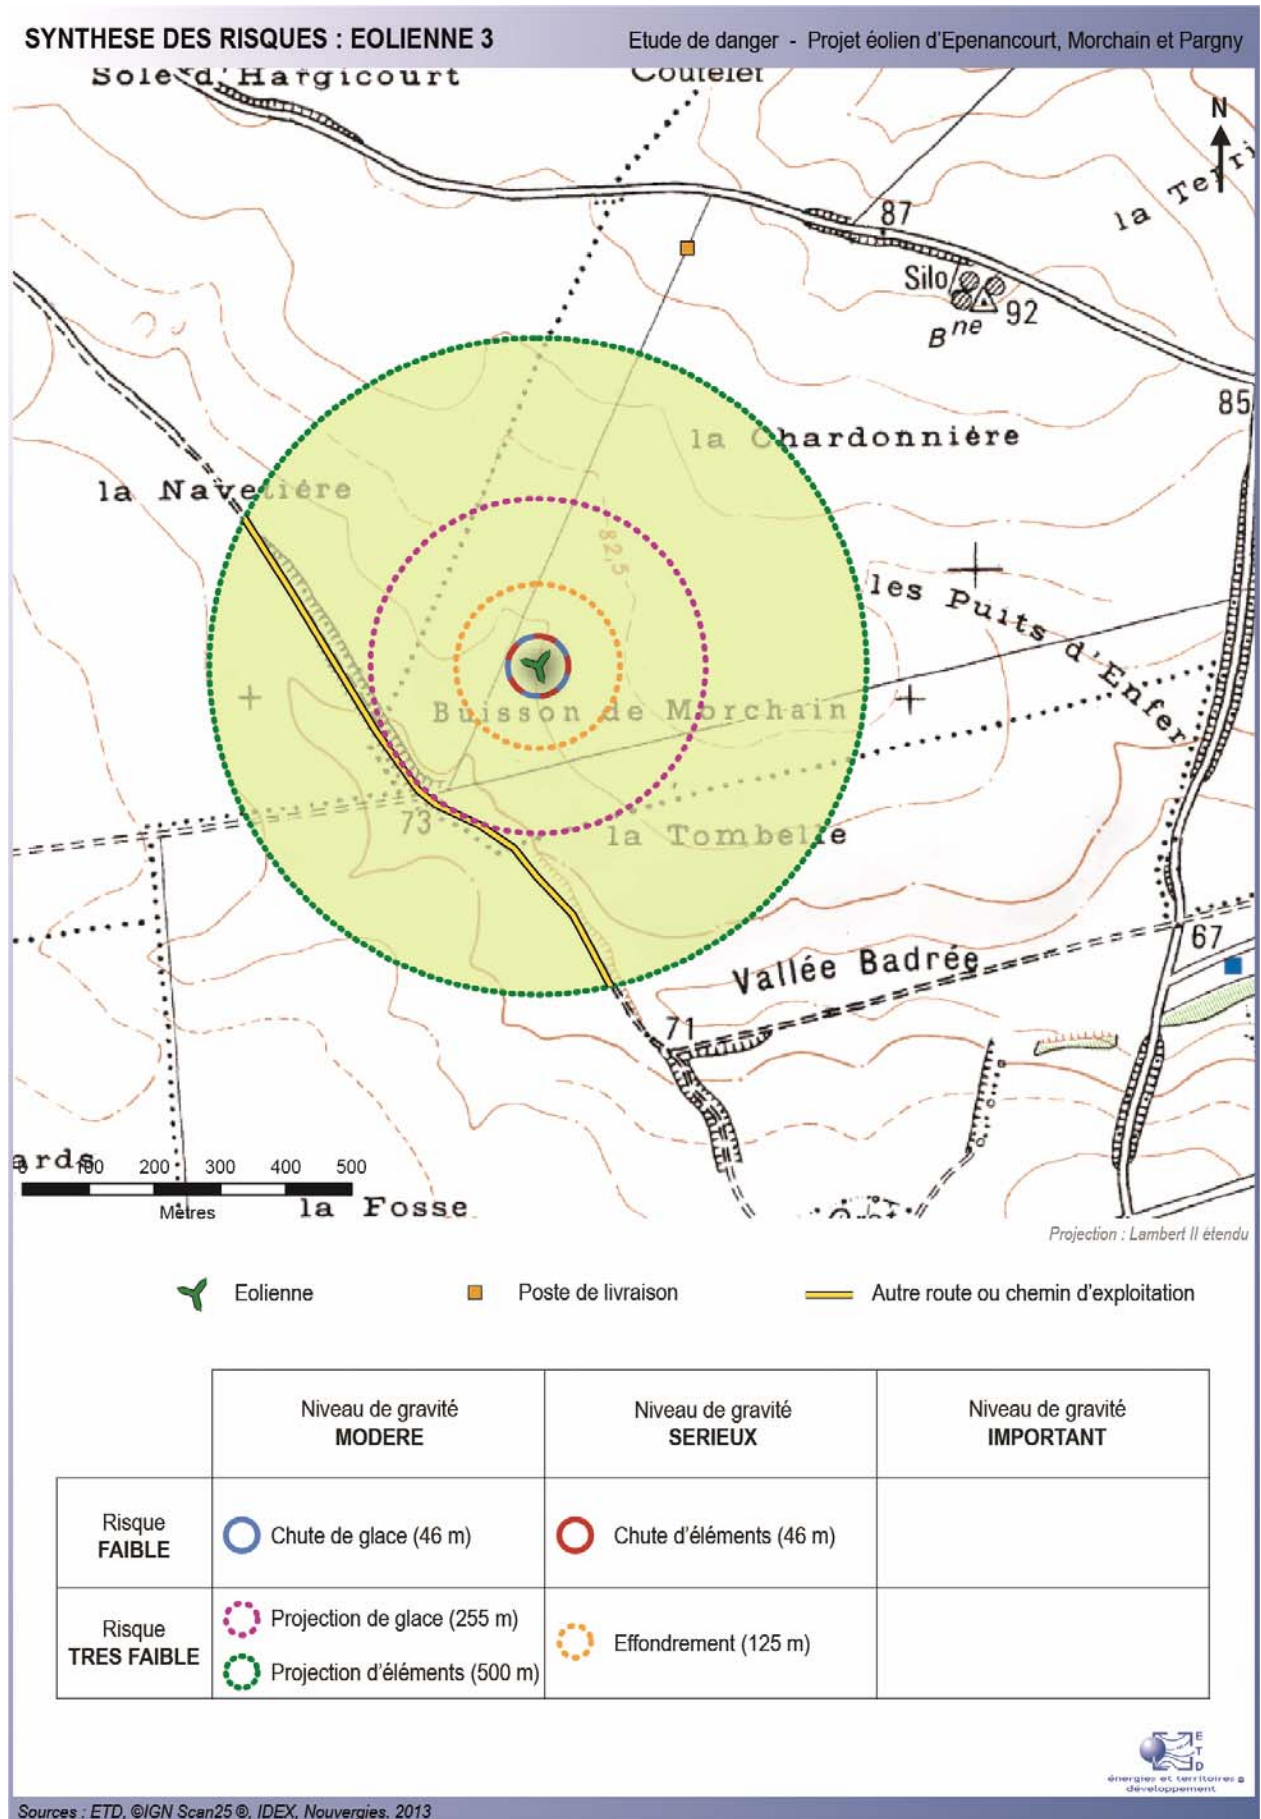 SYNTHESE DES RISQUES : EOLIENNE 3
Etude de danger - Projet éolien d'Epenancourt, Morchain et Pargny
Sole d'Hargicourt
Coutelet
N
la Terri
87
Silo
92
Bne
85
la Chardonnière
la Navetière
82,5
les Puits d'Enfer
Buisson de Morchain
73
la Tombelle
67
Vallée Badrée
71
ards
100 200 300 400 500
Mètres
la Fosse
Projection : Lambert II étendu
Eolienne
Poste de livraison
Autre route ou chemin d'exploitation
Niveau de gravité
MODERE
Niveau de gravité
SERIEUX
Niveau de gravité
IMPORTANT
Risque
FAIBLE
Chute de glace (46 m)
Chute d'éléments (46 m)
Risque
TRES FAIBLE
Projection de glace (255 m)
Projection d'éléments (500 m)
Effondrement (125 m)
E
T
D
énergies et territoires
développement
Sources : ETD, ©IGN Scan25 ®, IDEX, Nouvergies, 2013